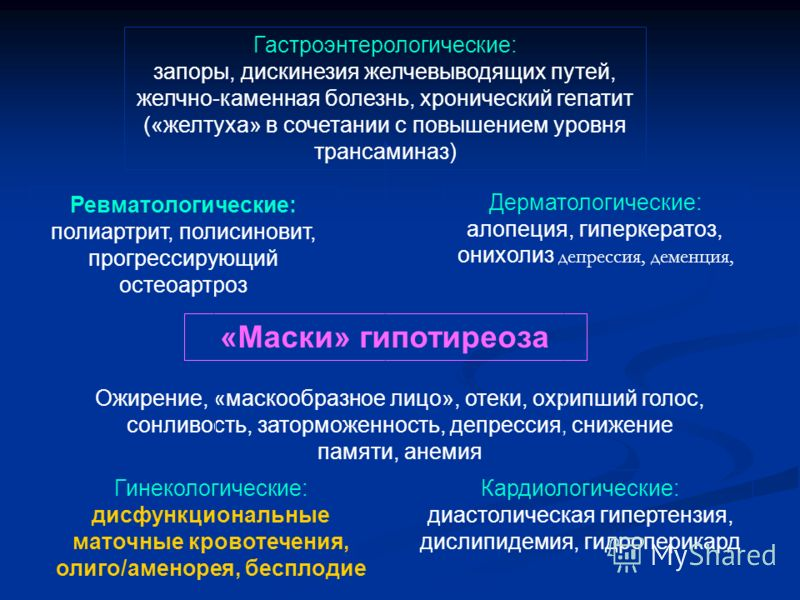 Гастроэнтерологические:
запоры, дискинезия желчевыводящих путей,
желчно-каменная болезнь, хронический гепатит
(«желтуха» в сочетании с повышением уровня
трансаминаз)
Ревматологические:
полиартрит, полисиновит,
прогрессирующий
остеоартроз
Дерматологические:
алопеция, гиперкератоз,
онихолиз депрессия, деменция,
«Маски» гипотиреоза
Ожирение, «маскообразное лицо», отеки, охрипший голос,
сонливость, заторможенность, депрессия, снижение
памяти, анемия
Гинекологические:
дисфункциональные
маточные кровотечения,
олиго/аменорея, бесплодие
Кардиологические:
диастолическая гипертензия,
дислипидемия, гидроперикард
MyShared